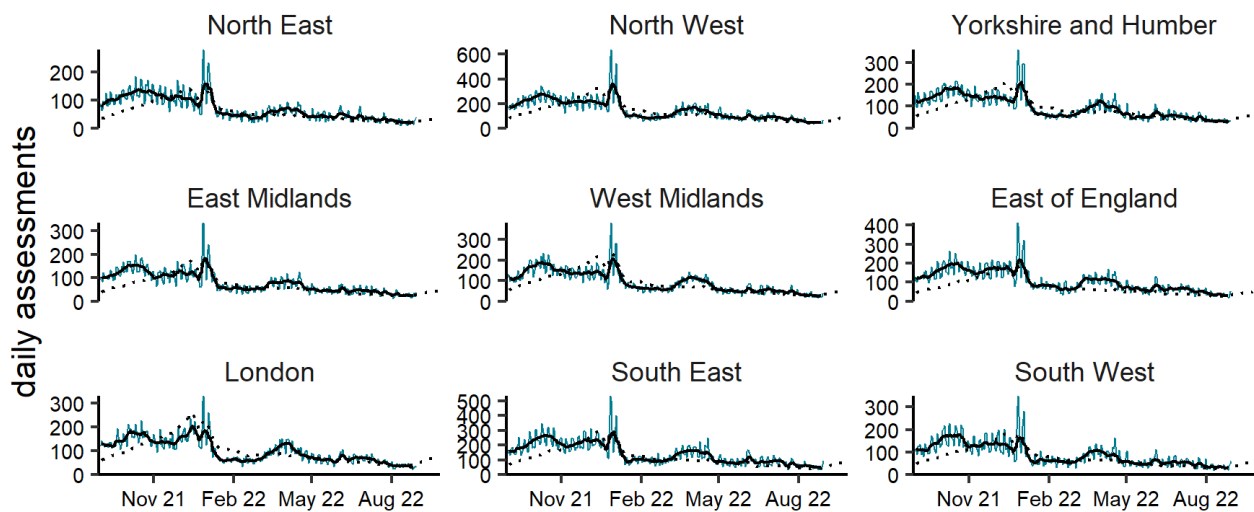 daily assessments
North East
200
100
0
North West
600
400
200
0
Yorkshire and Humber
300
200
100
0
East Midlands
300
200
100
0
West Midlands
300
200
100
0
East of England
400
300
200
100
0
London
300
200
100
0
South East
500
400
300
200
100
0
South West
300
200
100
0
Nov 21 Feb 22 May 22 Aug 22
Nov 21 Feb 22 May 22 Aug 22
Nov 21 Feb 22 May 22 Aug 22